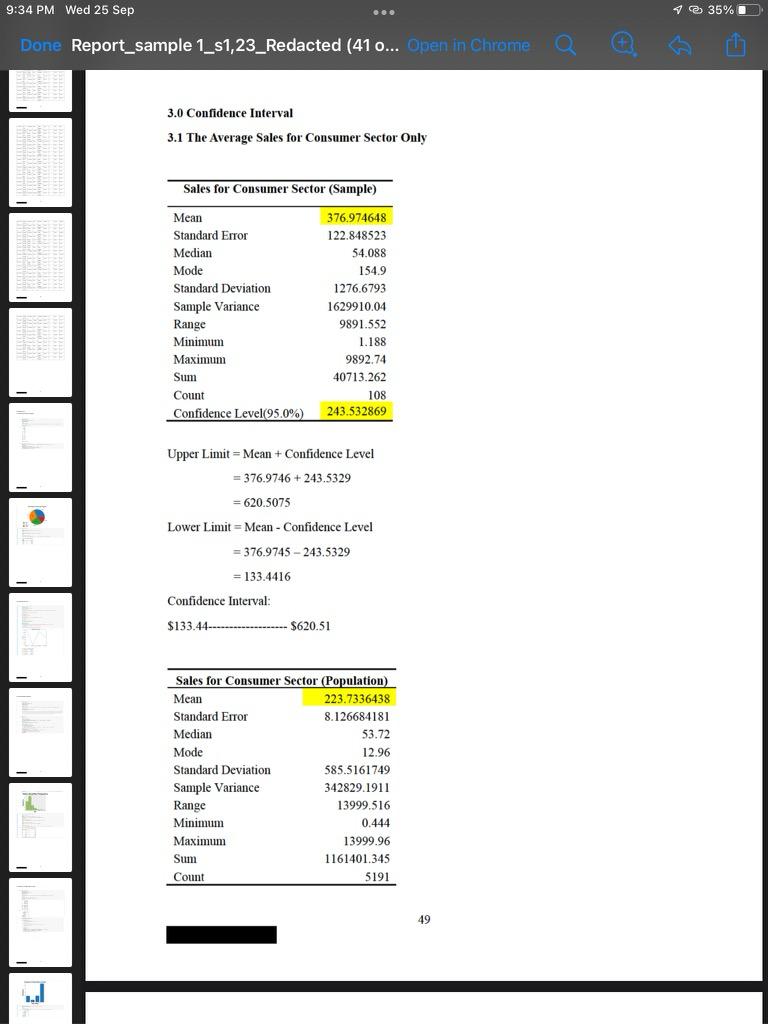 9:34 PM Wed 25 Sep
35%
Done Report_sample 1_s1,23_Redacted (41 o... Open in Chrome
3.0 Confidence Interval
3.1 The Average Sales for Consumer Sector Only
Sales for Consumer Sector (Sample)
Mean 376.974648
Standard Error 122.848523
Median 54.088
Mode 154.9
Standard Deviation 1276.6793
Sample Variance 1629910.04
Range 9891.552
Minimum 1.188
Maximum 9892.74
Sum 40713.262
Count 108
Confidence Level(95.0%) 243.532869
Upper Limit = Mean + Confidence Level
= 376.9746 + 243.5329
= 620.5075
Lower Limit = Mean - Confidence Level
= 376.9745 – 243.5329
= 133.4416
Confidence Interval:
$133.44------------------- $620.51
Sales for Consumer Sector (Population)
Mean 223.7336438
Standard Error 8.126684181
Median 53.72
Mode 12.96
Standard Deviation 585.5161749
Sample Variance 342829.1911
Range 13999.516
Minimum 0.444
Maximum 13999.96
Sum 1161401.345
Count 5191
49